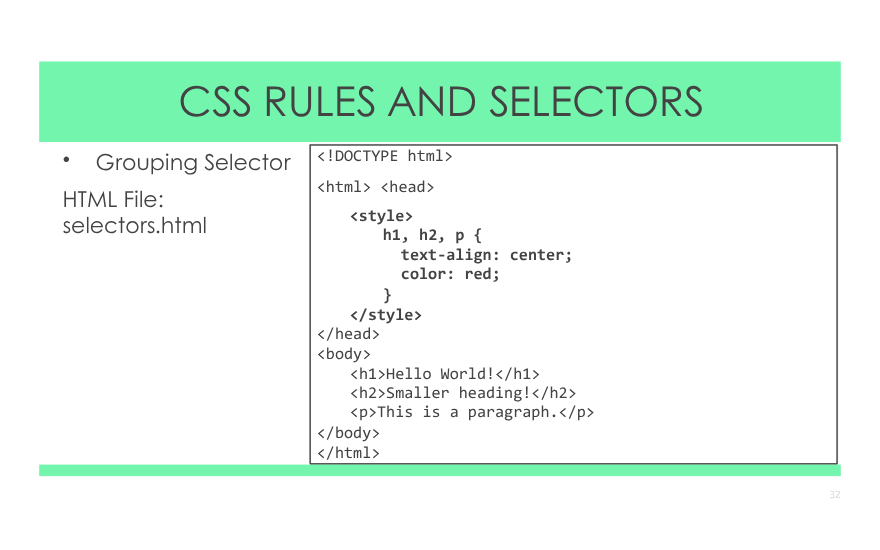 CSS RULES AND SELECTORS
• Grouping Selector
HTML File:
selectors.html
<!DOCTYPE html>
<html> <head>
<style>
h1, h2, p {
text-align: center;
color: red;
}
</style>
</head>
<body>
<h1>Hello World!</h1>
<h2>Smaller heading!</h2>
<p>This is a paragraph.</p>
</body>
</html>
32